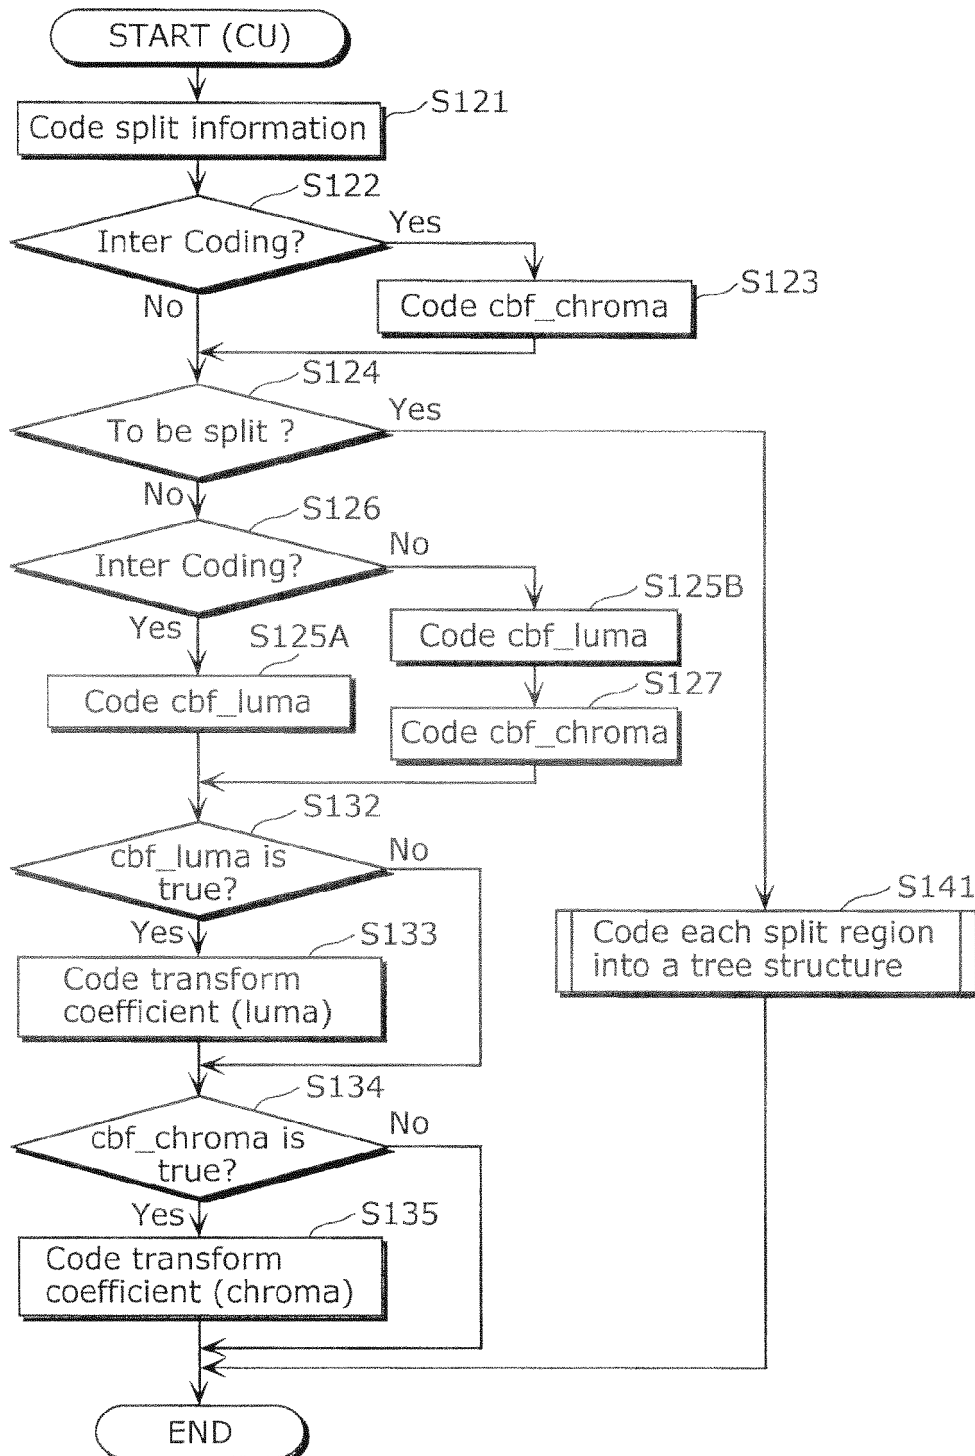 START (CU)
S121
Code split information
S122
Inter Coding?
Yes
No
S123
Code cbf_chroma
S124
To be split ?
Yes
No
S126
Inter Coding?
No
Yes
S125B
Code cbf_luma
S125A
Code cbf_luma
S127
Code cbf_chroma
S132
cbf_luma is
true?
No
Yes
S133
Code transform
coefficient (luma)
S141
Code each split region
into a tree structure
S134
cbf_chroma is
true?
No
Yes
S135
Code transform
coefficient (chroma)
END